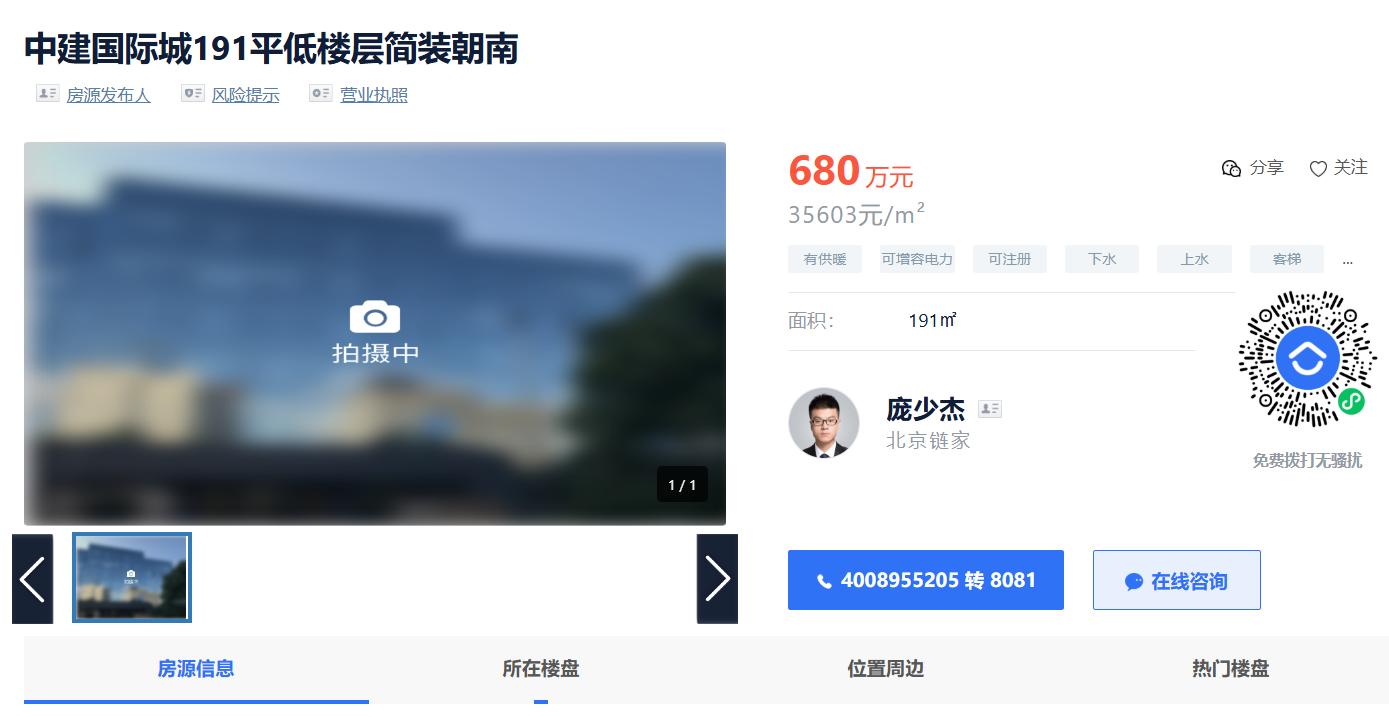 中建国际城191平低楼层简装朝南
房源发布人 风险提示 营业执照
680万元
分享 关注
35603元/m²
有供暖 可增容电力 可注册 下水 上水 客梯 ...
面积： 191㎡
拍摄中
庞少杰
北京链家
免费拨打无骚扰
1 / 1
4008955205 转 8081
在线咨询
房源信息 所在楼盘 位置周边 热门楼盘